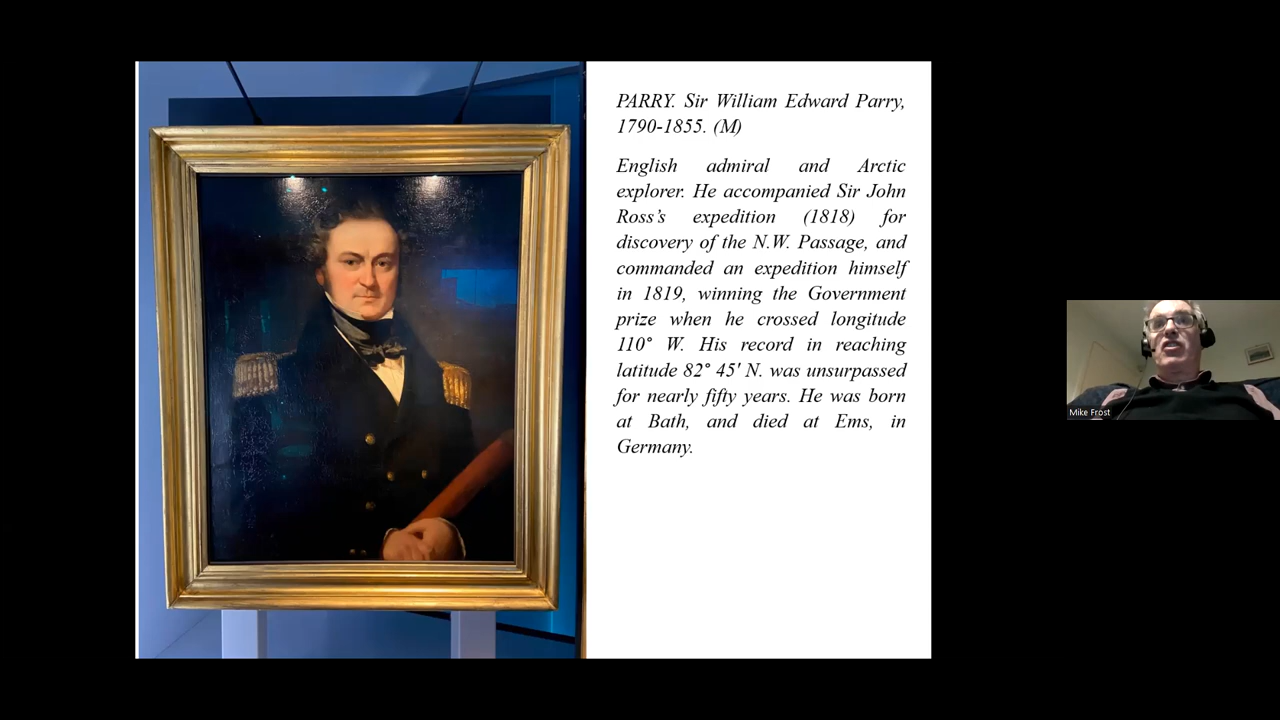 PARRY. Sir William Edward Parry,
1790-1855. (M)
English admiral and Arctic
explorer. He accompanied Sir John
Ross's expedition (1818) for
discovery of the N.W. Passage, and
commanded an expedition himself
in 1819, winning the Government
prize when he crossed longitude
110° W. His record in reaching
latitude 82° 45' N. was unsurpassed
for nearly fifty years. He was born
at Bath, and died at Ems, in
Germany.
Mike Frost